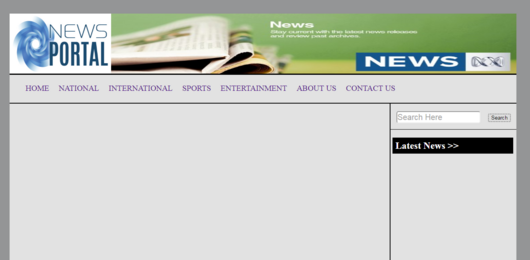 NEWS
PORTAL
News
Stay current with the latest news releases
and review past archives.
NEWS
HOME NATIONAL INTERNATIONAL SPORTS ENTERTAINMENT ABOUT US CONTACT US
Search Here Search
Latest News >>